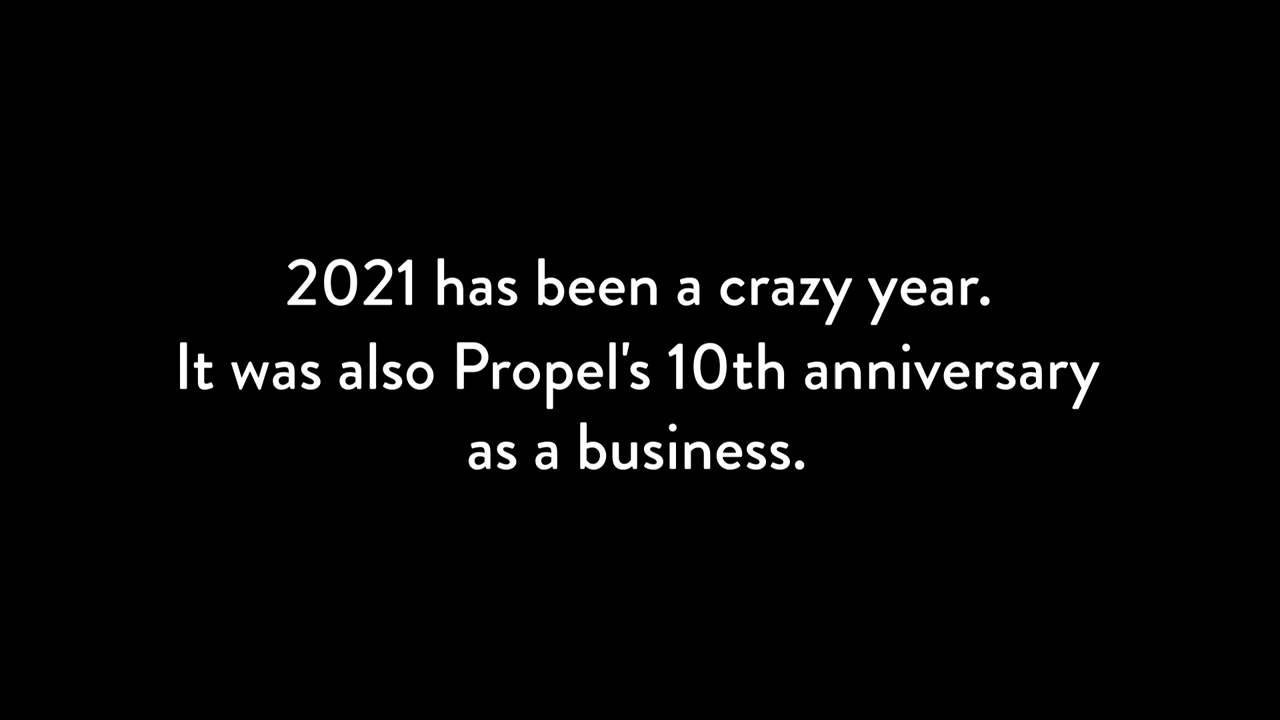 2021 has been a crazy year.
It was also Propel's 10th anniversary
as a business.